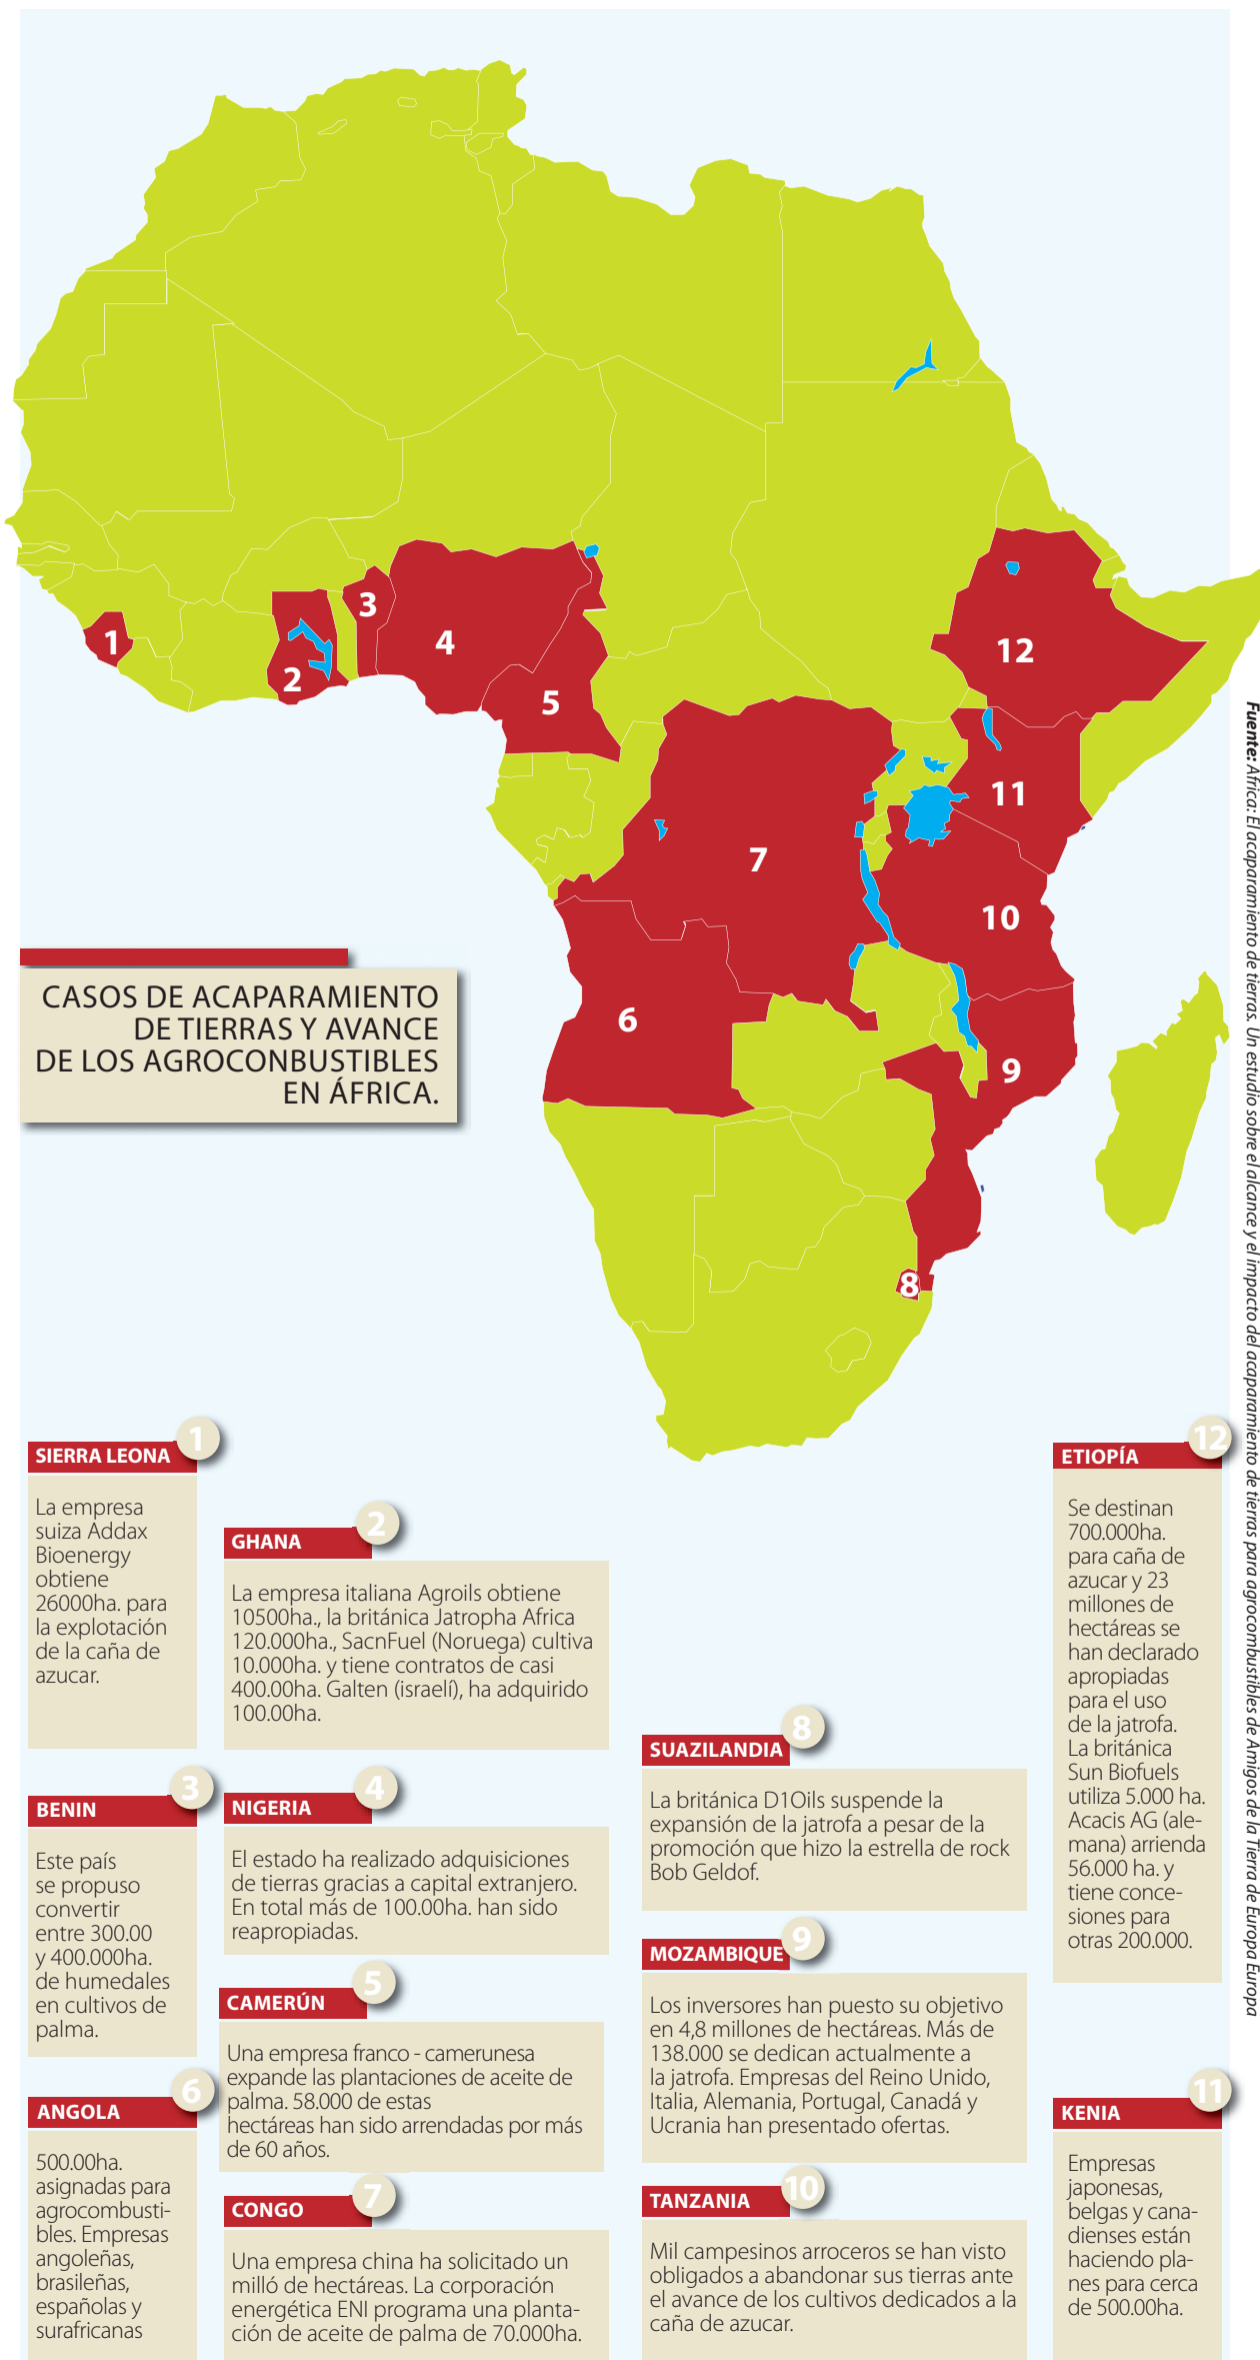 1
2
3
4
5
6
7
8
9
10
11
12
CASOS DE ACAPARAMIENTO
DE TIERRAS Y AVANCE
DE LOS AGROCONBUSTIBLES
EN ÁFRICA.
Fuente: Africa: El acaparamiento de tierras. Un estudio sobre el alcance y el impacto del acaparamiento de tierras para agrocombustibles de Amigos de la Tierra de Europa Europa
SIERRA LEONA
1
La empresa
suiza Addax
Bioenergy
obtiene
26000ha. para
la explotación
de la caña de
azucar.
GHANA
2
La empresa italiana Agroils obtiene
10500ha., la británica Jatropha Africa
120.000ha., SacnFuel (Noruega) cultiva
10.000ha. y tiene contratos de casi
400.00ha. Galten (israelí), ha adquirido
100.00ha.
BENIN
3
Este país
se propuso
convertir
entre 300.00
y 400.000ha.
de humedales
en cultivos de
palma.
NIGERIA
4
El estado ha realizado adquisiciones
de tierras gracias a capital extranjero.
En total más de 100.00ha. han sido
reapropiadas.
CAMERÚN
5
Una empresa franco - camerunesa
expande las plantaciones de aceite de
palma. 58.000 de estas
hectáreas han sido arrendadas por más
de 60 años.
ANGOLA
6
500.00ha.
asignadas para
agrocombusti-
bles. Empresas
angoleñas,
brasileñas,
españolas y
surafricanas
CONGO
7
Una empresa china ha solicitado un
milló de hectáreas. La corporación
energética ENI programa una planta-
ción de aceite de palma de 70.000ha.
SUAZILANDIA
8
La británica D1Oils suspende la
expansión de la jatrofa a pesar de la
promoción que hizo la estrella de rock
Bob Geldof.
MOZAMBIQUE
9
Los inversores han puesto su objetivo
en 4,8 millones de hectáreas. Más de
138.000 se dedican actualmente a
la jatrofa. Empresas del Reino Unido,
Italia, Alemania, Portugal, Canadá y
Ucrania han presentado ofertas.
TANZANIA
10
Mil campesinos arroceros se han visto
obligados a abandonar sus tierras ante
el avance de los cultivos dedicados a la
caña de azucar.
ETIOPÍA
12
Se destinan
700.000ha.
para caña de
azucar y 23
millones de
hectáreas se
han declarado
apropiadas
para el uso
de la jatrofa.
La británica
Sun Biofuels
utiliza 5.000 ha.
Acacis AG (ale-
mana) arrienda
56.000 ha. y
tiene conce-
siones para
otras 200.000.
KENIA
11
Empresas
japonesas,
belgas y cana-
dienses están
haciendo pla-
nes para cerca
de 500.00ha.